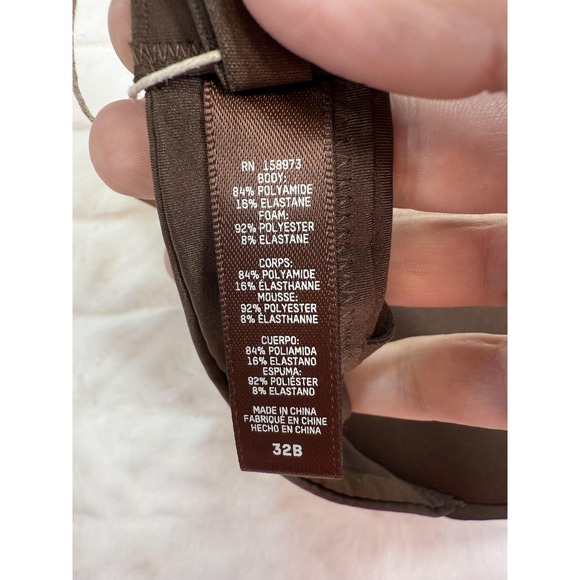 RN 158973
BODY:
84% POLYAMIDE
16% ELASTANE
FOAM:
92% POLYESTER
8% ELASTANE
CORPS:
84% POLYAMIDE
16% ÉLASTHANNE
MOUSSE:
92% POLYESTER
8% ÉLASTHANNE
CUERPO:
84% POLIAMIDA
16% ELASTANO
ESPUMA:
92% POLIÉSTER
8% ELASTANO
MADE IN CHINA
FABRIQUÉ EN CHINE
HECHO EN CHINA
32B